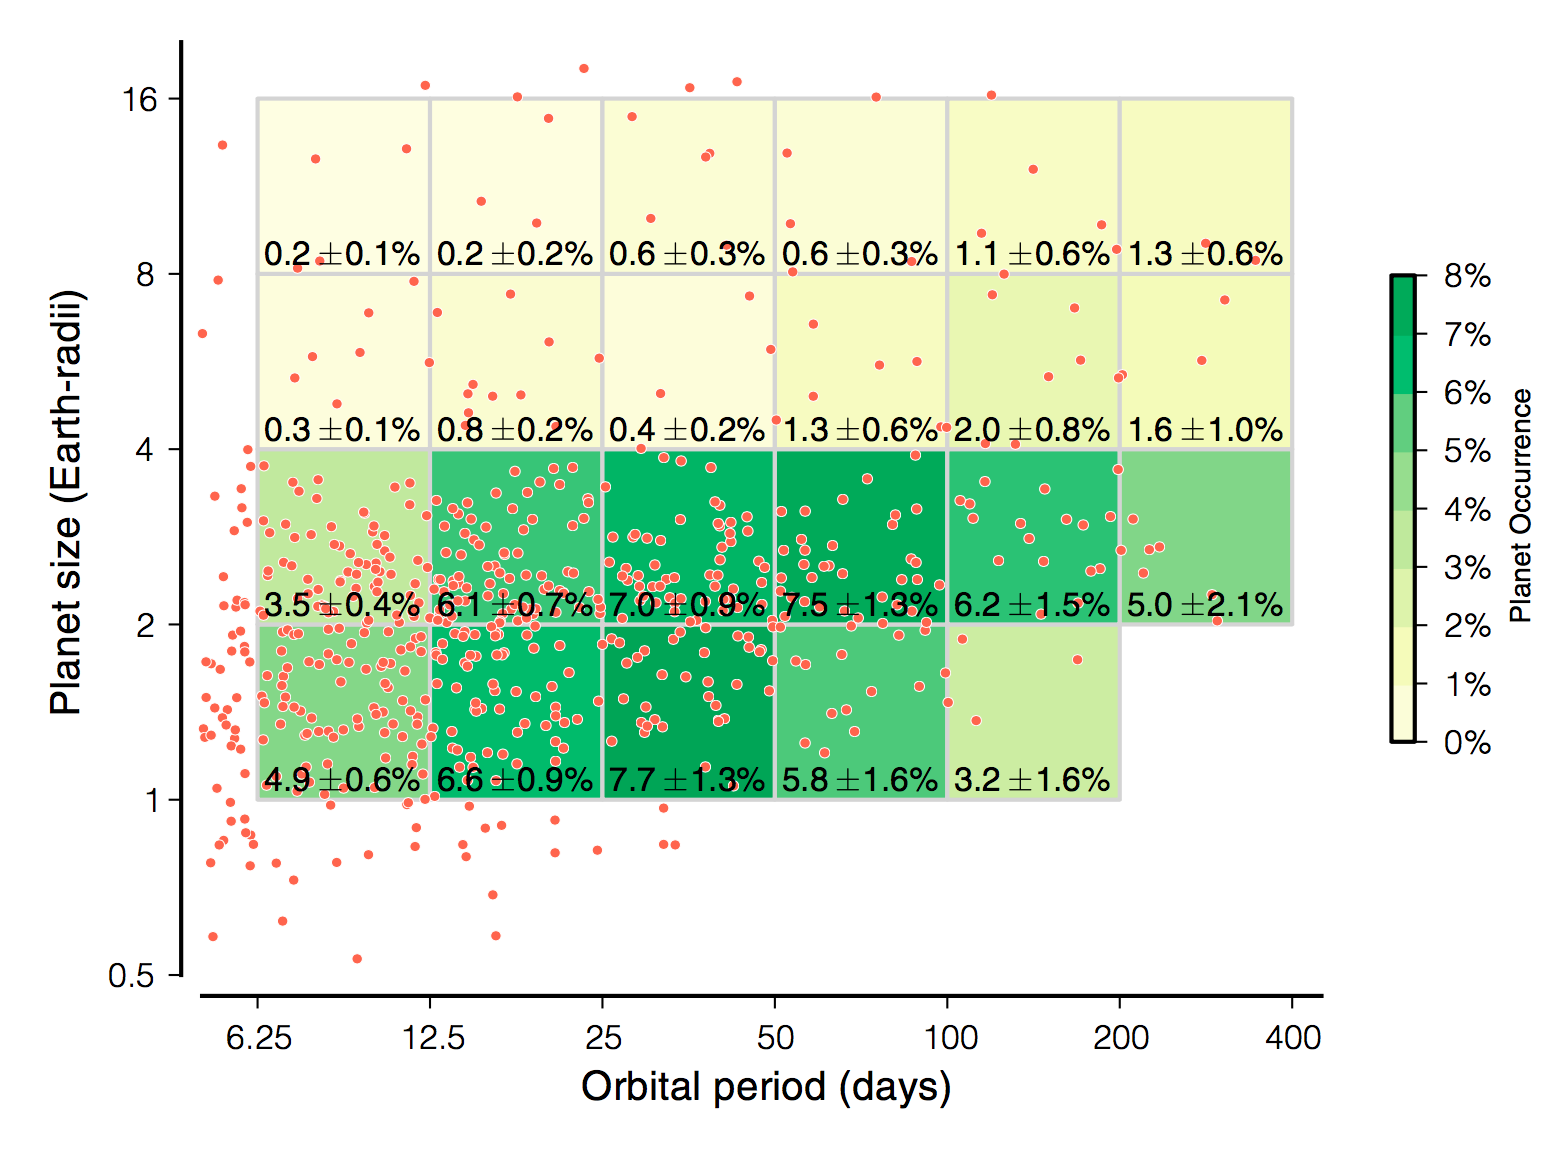 16
8
4
2
1
0.5
Planet size (Earth-radii)
0.2 ±0.1% 0.2 ±0.2% 0.6 ±0.3% 0.6 ±0.3% 1.1 ±0.6% 1.3 ±0.6%
0.3 ±0.1% 0.8 ±0.2% 0.4 ±0.2% 1.3 ±0.6% 2.0 ±0.8% 1.6 ±1.0%
3.5 ±0.4% 6.1 ±0.7% 7.0 ±0.9% 7.5 ±1.3% 6.2 ±1.5% 5.0 ±2.1%
4.9 ±0.6% 6.6 ±0.9% 7.7 ±1.3% 5.8 ±1.6% 3.2 ±1.6%
6.25 12.5 25 50 100 200 400
Orbital period (days)
8%
7%
6%
5%
4%
3%
2%
1%
0%
Planet Occurrence